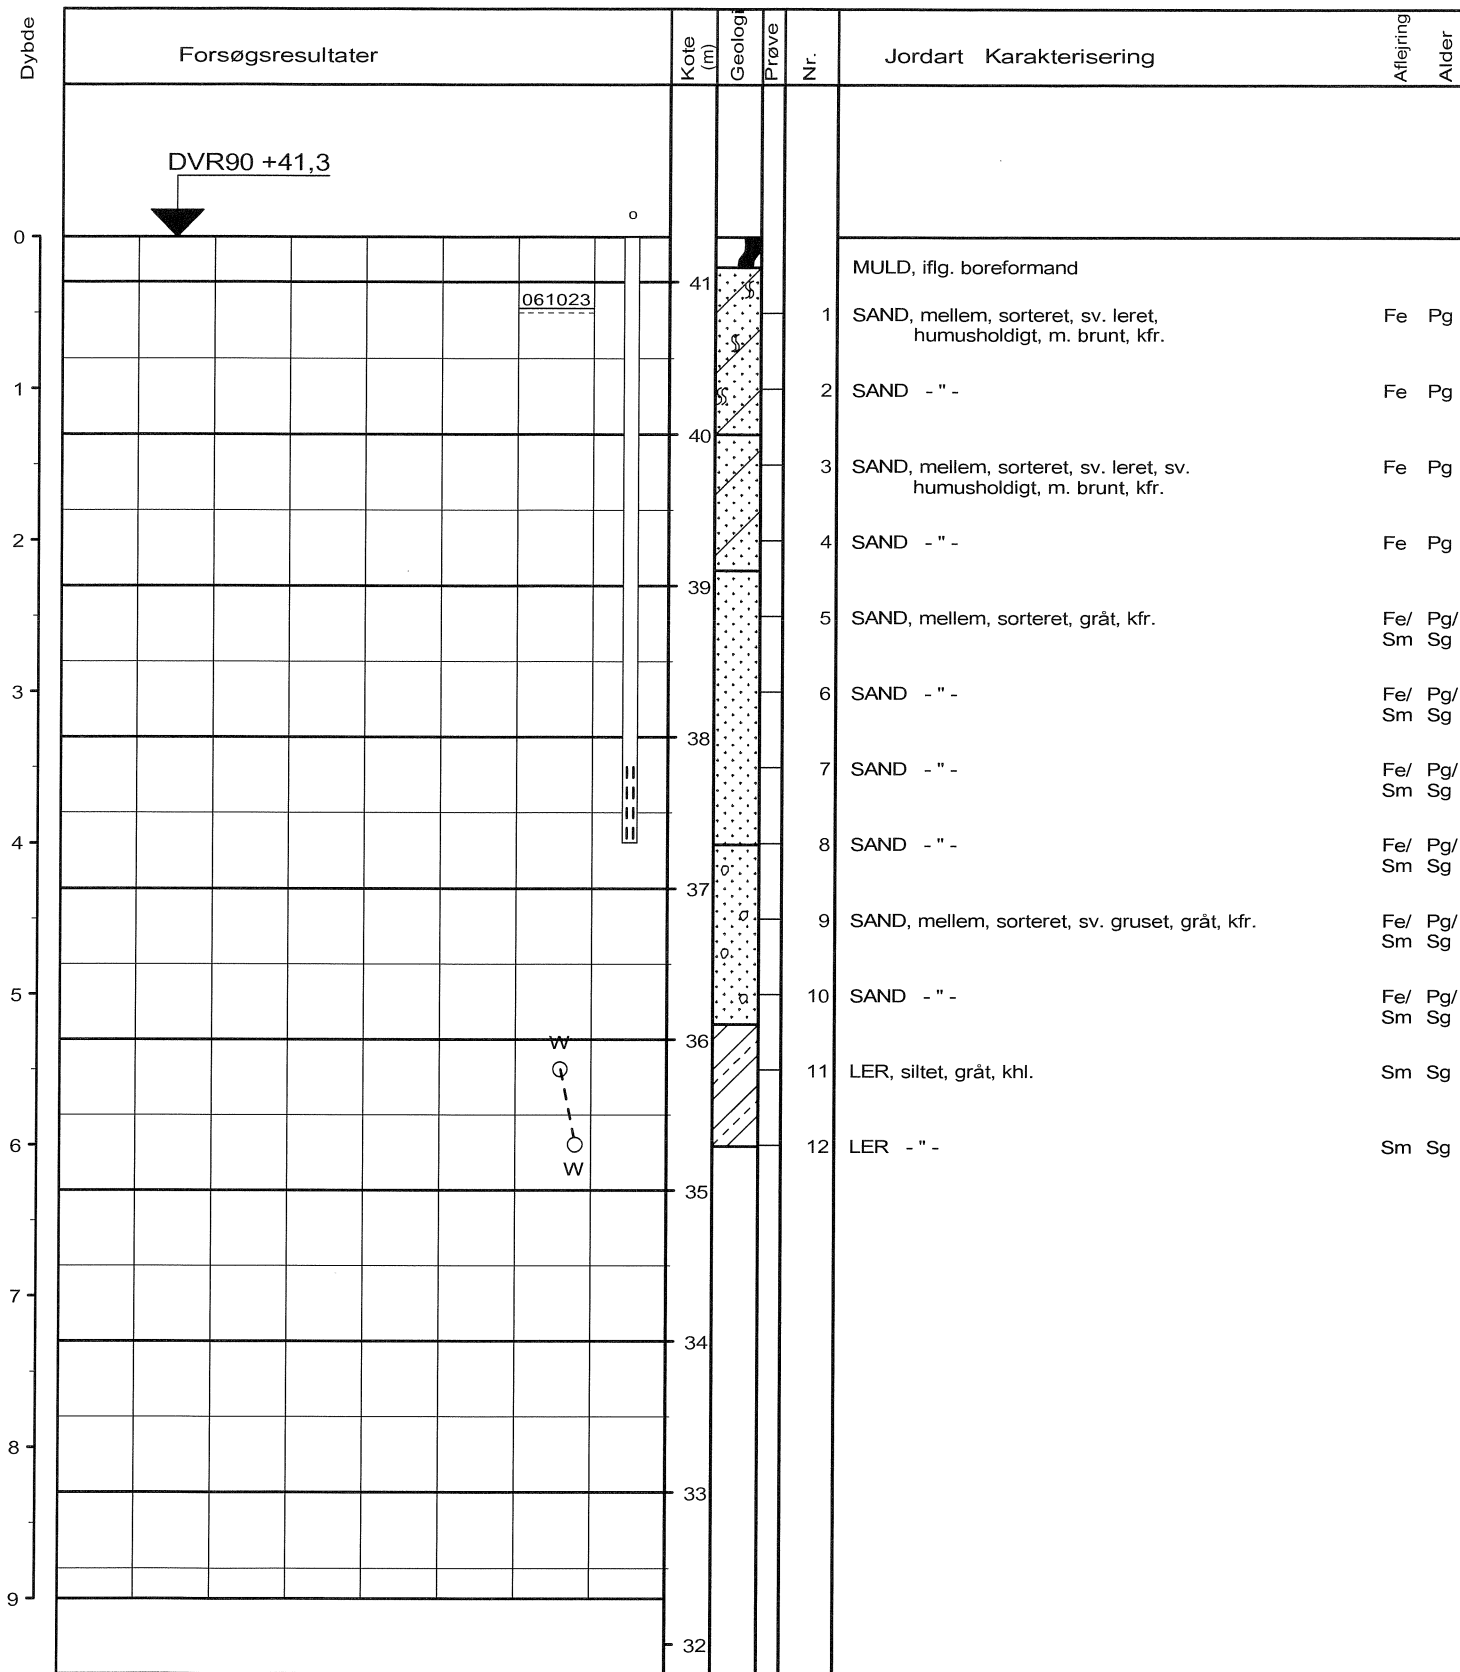 Dybde
Forsøgsresultater
Kote (m)
Geologi
Prøve
Nr.
Jordart Karakterisering
Aflejring
Alder
DVR90 +41,3
o
0
MULD, iflg. boreformand
41
061023
1 SAND, mellem, sorteret, sv. leret, Fe Pg
humusholdigt, m. brunt, kfr.
1
2 SAND - " - Fe Pg
40
3 SAND, mellem, sorteret, sv. leret, sv. Fe Pg
humusholdigt, m. brunt, kfr.
2
4 SAND - " - Fe Pg
39
5 SAND, mellem, sorteret, gråt, kfr. Fe/ Pg/
Sm Sg
3
6 SAND - " - Fe/ Pg/
Sm Sg
38
7 SAND - " - Fe/ Pg/
Sm Sg
4
8 SAND - " - Fe/ Pg/
Sm Sg
37
9 SAND, mellem, sorteret, sv. gruset, gråt, kfr. Fe/ Pg/
Sm Sg
5
10 SAND - " - Fe/ Pg/
Sm Sg
36
W
11 LER, siltet, gråt, khl. Sm Sg
6
12 LER - " - Sm Sg
W
35
7
34
8
33
9
32